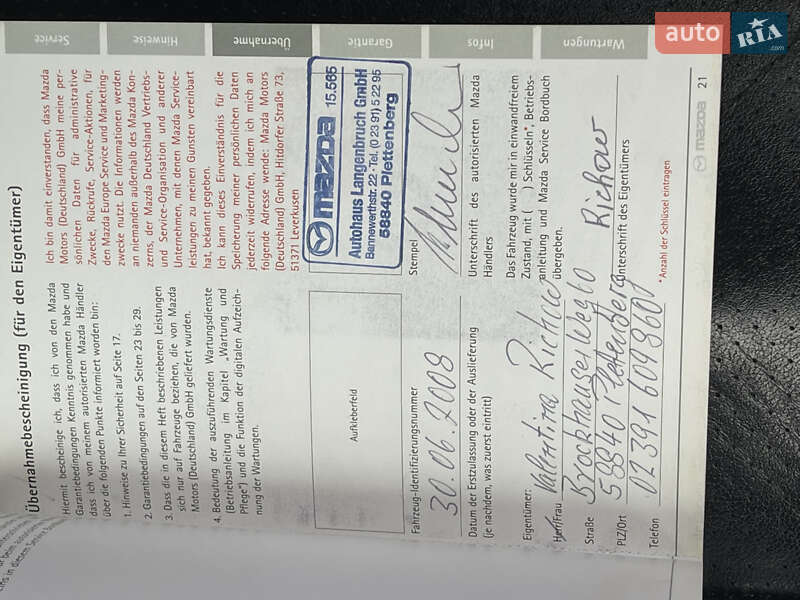 Service
Hinweise
Übernahme
Garantie
Infos
Wartungen
Übernahmebescheinigung (für den Eigentümer)
Hiermit bescheinige ich, dass ich von den Mazda
Garantiebedingungen Kenntnis genommen habe und
dass ich von meinem autorisierten Mazda Händler
über die folgenden Punkte informiert worden bin:
1. Hinweise zu Ihrer Sicherheit auf Seite 17.
2. Garantiebedingungen auf den Seiten 23 bis 29.
3. Dass die in diesem Heft beschriebenen Leistungen
sich nur auf Fahrzeuge beziehen, die von Mazda
Motors (Deutschland) GmbH geliefert wurden.
4. Bedeutung der auszuführenden Wartungsdienste
(Betriebsanleitung im Kapitel „Wartung und
Pflege“) und die Funktion der digitalen Aufzeich-
nung der Wartungen.
Ich bin damit einverstanden, dass Mazda
Motors (Deutschland) GmbH meine per-
sönlichen Daten für administrative
Zwecke, Rückrufe, Service-Aktionen, für
den Mazda Europe Service und Marketing-
zwecke nutzt. Die Informationen werden
an niemanden außerhalb des Mazda Kon-
zerns, der Mazda Deutschland Vertriebs-
und Service-Organisation und anderer
Unternehmen, mit denen Mazda Service-
leistungen zu meinen Gunsten vereinbart
hat, bekannt gegeben.
Ich kann dieses Einverständnis für die
Speicherung meiner persönlichen Daten
jederzeit widerrufen, indem ich mich an
folgende Adresse wende: Mazda Motors
(Deutschland) GmbH, Hitdorfer Straße 73,
51371 Leverkusen
Aufkleberfeld
mazda 15.565
Autohaus Langenbruch GmbH
Bannewerthstr. 22 · Tel. (0 23 91) 5 22 95
58840 Plettenberg
Fahrzeug-Identifizierungsnummer
Stempel
30.06.2008
Datum der Erstzulassung oder der Auslieferung
(je nachdem, was zuerst eintritt)
Unterschrift des autorisierten Mazda
Händlers
Eigentümer:
Herr/Frau Valentina
Straße Brockhauser Weg 10
PLZ/Ort 58840 Plettenberg
Telefon 02391 609860
Das Fahrzeug wurde mir in einwandfreiem
Zustand, mit ( ) Schlüsseln*, Betriebs-
anleitung und Mazda Service Bordbuch
übergeben.
Unterschrift des Eigentümers
*Anzahl der Schlüssel eintragen
mazda 21
auto RIA .com